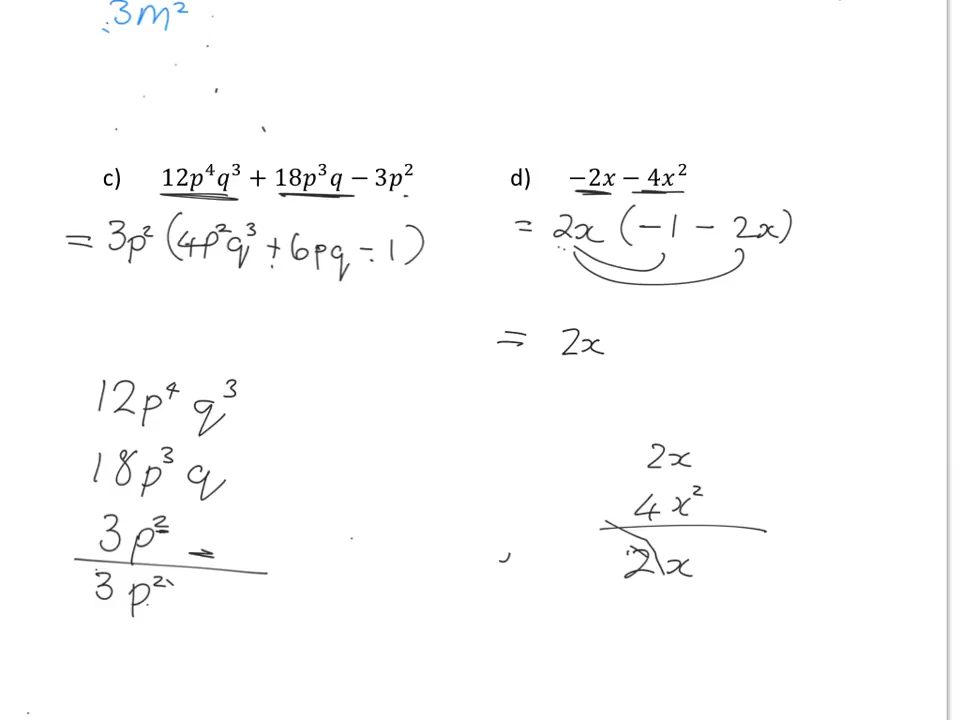 3m²
c) 12p⁴q³ + 18p³q − 3p²
= 3p² (4p²q³ + 6pq − 1)
12p⁴ q³
18p³ q
3p² −
3p²
d) −2x − 4x²
= 2x (−1 − 2x)
= 2x
2x
4x²
2x